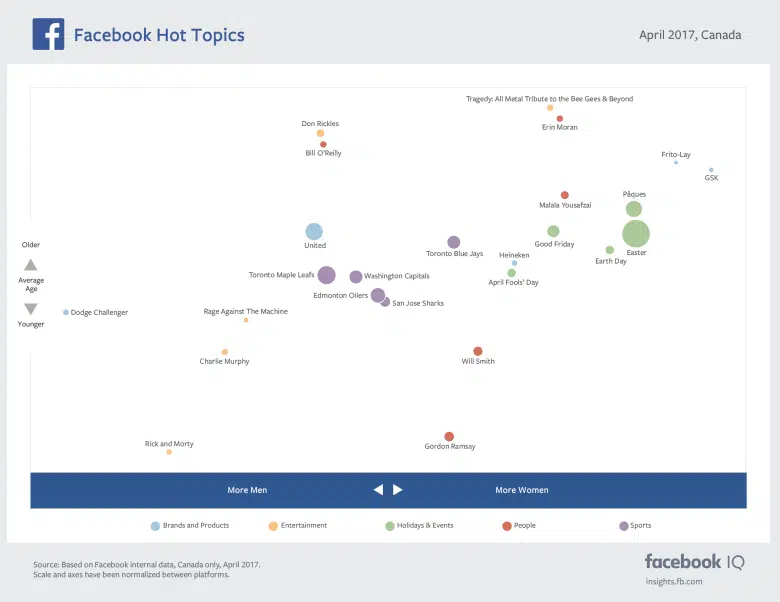 Facebook Hot Topics
April 2017, Canada
Tragedy: All Metal Tribute to the Bee Gees & Beyond
Erin Moran
Don Rickles
Bill O'Reilly
Frito-Lay
GSK
Pâques
Malala Yousafzai
Good Friday
Easter
Earth Day
United
Toronto Blue Jays
Heineken
April Fools' Day
Toronto Maple Leafs
Washington Capitals
Edmonton Oilers
San Jose Sharks
Older
Average
Age
Younger
Dodge Challenger
Rage Against The Machine
Charlie Murphy
Will Smith
Rick and Morty
Gordon Ramsay
More Men
More Women
Brands and Products
Entertainment
Holidays & Events
People
Sports
Source: Based on Facebook internal data, Canada only, April 2017.
Scale and axes have been normalized between platforms.
facebook IQ
insights.fb.com